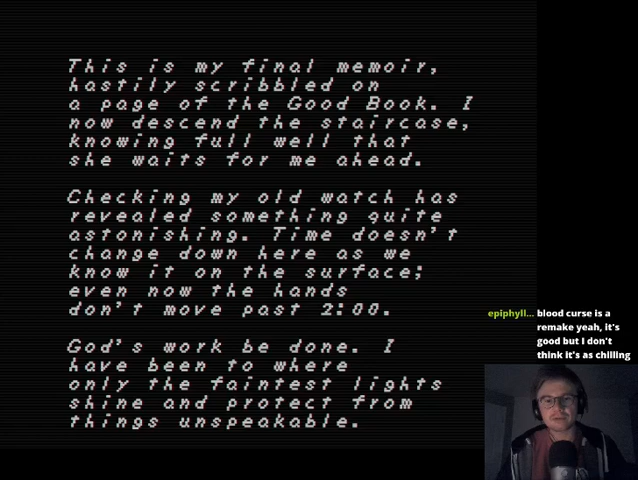 This is my final memoir,
hastily scribbled on
a page of the Good Book. I
now descend the staircase,
knowing full well that
she waits for me ahead.
Checking my old watch has
revealed something quite
astonishing. Time doesn't
change down here as we
know it on the surface;
even now the hands
don't move past 2:00.
God's work be done. I
have been to where
only the faintest lights
shine and protect from
things unspeakable.
epiphyll... blood curse is a
remake yeah, it's
good but I don't
think it's as chilling